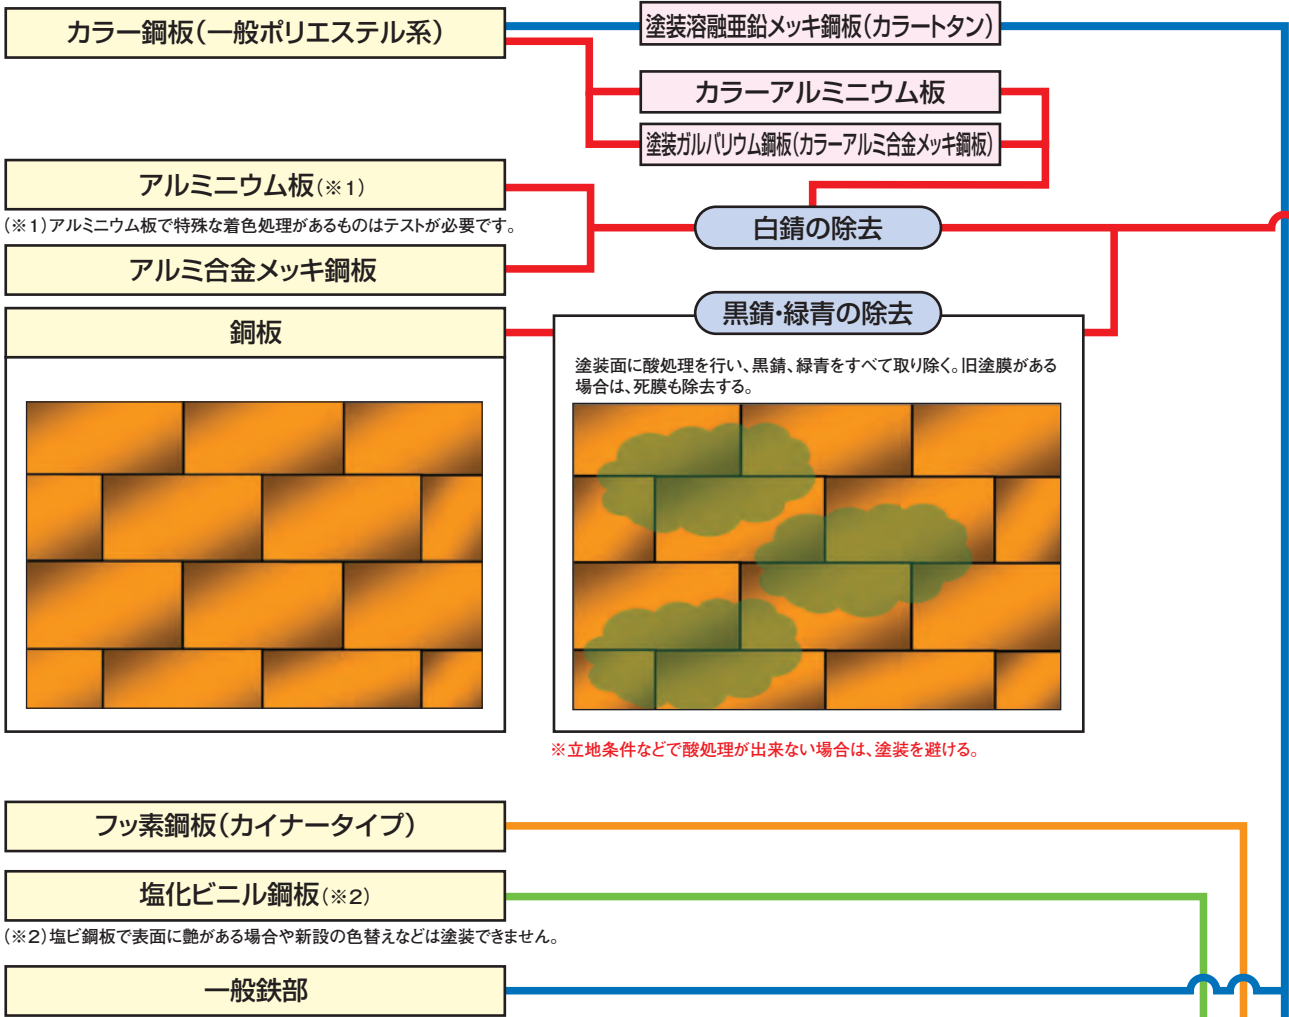 カラー鋼板(一般ポリエステル系)
塗装溶融亜鉛メッキ鋼板(カラートタン)
カラーアルミニウム板
塗装ガルバリウム鋼板(カラーアルミ合金メッキ鋼板)
アルミニウム板(※1)
(※1)アルミニウム板で特殊な着色処理があるものはテストが必要です。
白錆の除去
アルミ合金メッキ鋼板
銅板
黒錆・緑青の除去
塗装面に酸処理を行い、黒錆、緑青をすべて取り除く。旧塗膜がある
場合は、死膜も除去する。
※立地条件などで酸処理が出来ない場合は、塗装を避ける。
フッ素鋼板(カイナータイプ)
塩化ビニル鋼板(※2)
(※2)塩ビ鋼板で表面に艶がある場合や新設の色替えなどは塗装できません。
一般鉄部